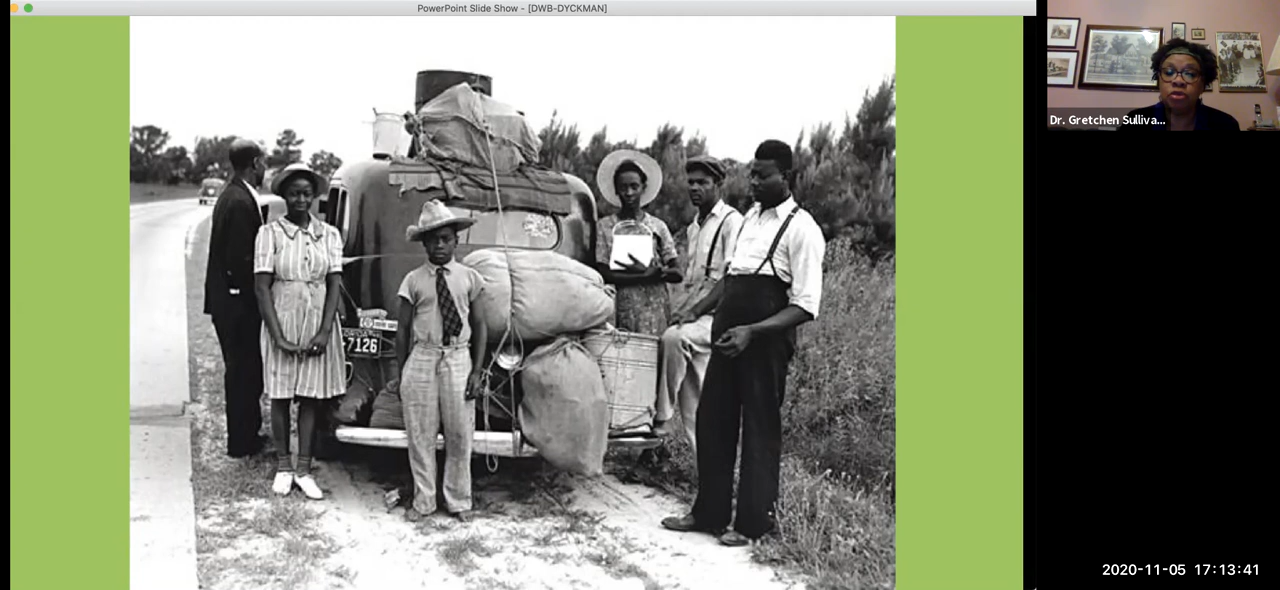 PowerPoint Slide Show - [DWB-DYCKMAN]
Dr. Gretchen Sulliva...
7126
2020-11-05 17:13:41